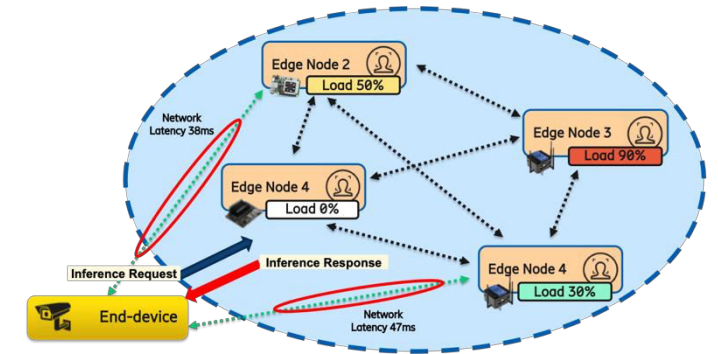 Edge Node 2
Load 50%
Network
Latency 38ms
Edge Node 3
Load 90%
Edge Node 4
Load 0%
Inference Request
Inference Response
Edge Node 4
Load 30%
End-device
Network
Latency 47ms